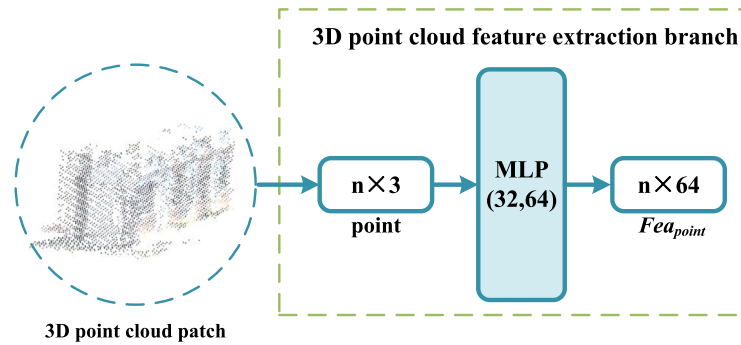 3D point cloud feature extraction branch
n×3
point
MLP
(32,64)
n×64
Fea_point
3D point cloud patch